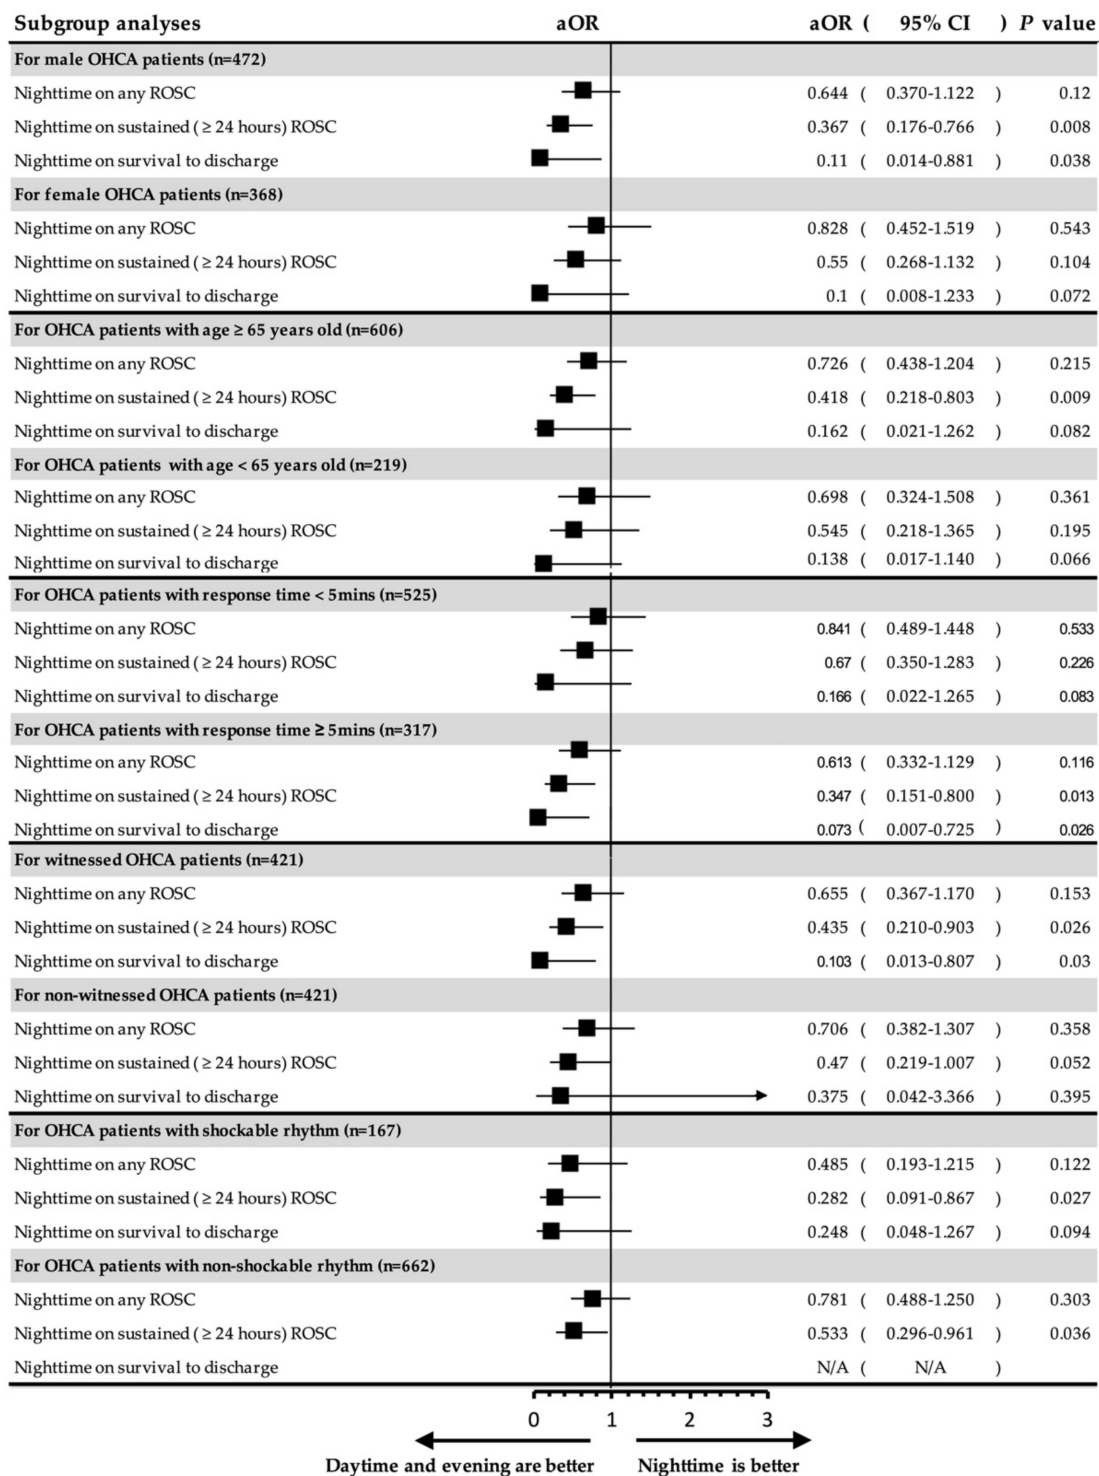 Subgroup analyses aOR aOR ( 95% CI ) P value
For male OHCA patients (n=472)
Nighttime on any ROSC 0.644 ( 0.370-1.122 ) 0.12
Nighttime on sustained ( ≥ 24 hours) ROSC 0.367 ( 0.176-0.766 ) 0.008
Nighttime on survival to discharge 0.11 ( 0.014-0.881 ) 0.038
For female OHCA patients (n=368)
Nighttime on any ROSC 0.828 ( 0.452-1.519 ) 0.543
Nighttime on sustained ( ≥ 24 hours) ROSC 0.55 ( 0.268-1.132 ) 0.104
Nighttime on survival to discharge 0.1 ( 0.008-1.233 ) 0.072
For OHCA patients with age ≥ 65 years old (n=606)
Nighttime on any ROSC 0.726 ( 0.438-1.204 ) 0.215
Nighttime on sustained ( ≥ 24 hours) ROSC 0.418 ( 0.218-0.803 ) 0.009
Nighttime on survival to discharge 0.162 ( 0.021-1.262 ) 0.082
For OHCA patients with age < 65 years old (n=219)
Nighttime on any ROSC 0.698 ( 0.324-1.508 ) 0.361
Nighttime on sustained ( ≥ 24 hours) ROSC 0.545 ( 0.218-1.365 ) 0.195
Nighttime on survival to discharge 0.138 ( 0.017-1.140 ) 0.066
For OHCA patients with response time < 5mins (n=525)
Nighttime on any ROSC 0.841 ( 0.489-1.448 ) 0.533
Nighttime on sustained ( ≥ 24 hours) ROSC 0.67 ( 0.350-1.283 ) 0.226
Nighttime on survival to discharge 0.166 ( 0.022-1.265 ) 0.083
For OHCA patients with response time ≥ 5mins (n=317)
Nighttime on any ROSC 0.613 ( 0.332-1.129 ) 0.116
Nighttime on sustained ( ≥ 24 hours) ROSC 0.347 ( 0.151-0.800 ) 0.013
Nighttime on survival to discharge 0.073 ( 0.007-0.725 ) 0.026
For witnessed OHCA patients (n=421)
Nighttime on any ROSC 0.655 ( 0.367-1.170 ) 0.153
Nighttime on sustained ( ≥ 24 hours) ROSC 0.435 ( 0.210-0.903 ) 0.026
Nighttime on survival to discharge 0.103 ( 0.013-0.807 ) 0.03
For non-witnessed OHCA patients (n=421)
Nighttime on any ROSC 0.706 ( 0.382-1.307 ) 0.358
Nighttime on sustained ( ≥ 24 hours) ROSC 0.47 ( 0.219-1.007 ) 0.052
Nighttime on survival to discharge 0.375 ( 0.042-3.366 ) 0.395
For OHCA patients with shockable rhythm (n=167)
Nighttime on any ROSC 0.485 ( 0.193-1.215 ) 0.122
Nighttime on sustained ( ≥ 24 hours) ROSC 0.282 ( 0.091-0.867 ) 0.027
Nighttime on survival to discharge 0.248 ( 0.048-1.267 ) 0.094
For OHCA patients with non-shockable rhythm (n=662)
Nighttime on any ROSC 0.781 ( 0.488-1.250 ) 0.303
Nighttime on sustained ( ≥ 24 hours) ROSC 0.533 ( 0.296-0.961 ) 0.036
Nighttime on survival to discharge N/A ( N/A )
0 1 2 3
Daytime and evening are better Nighttime is better